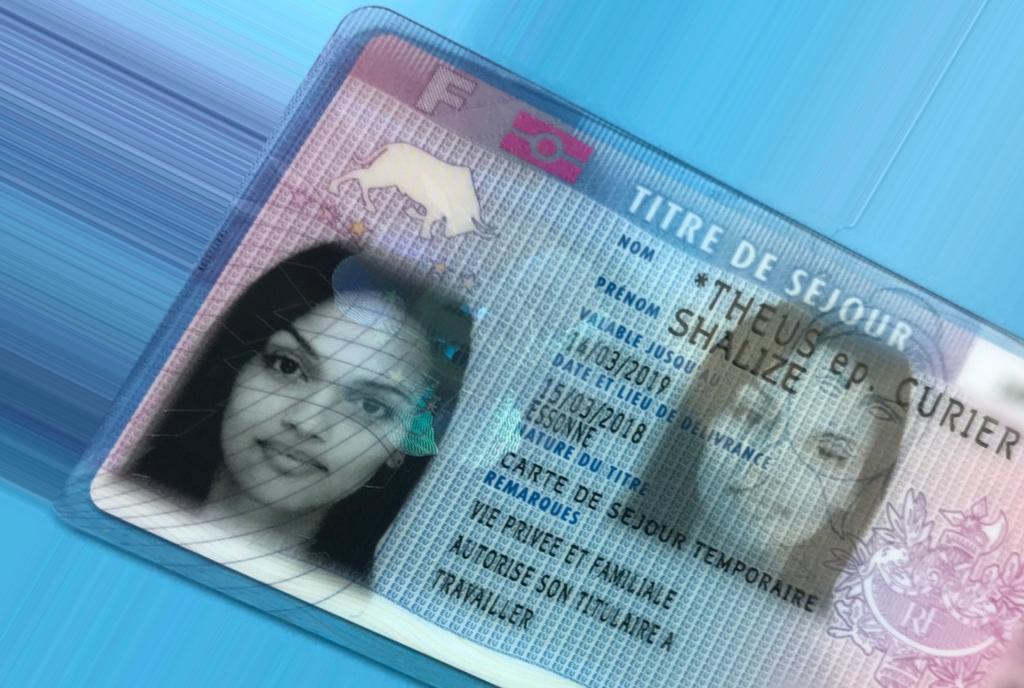 F
TITRE DE SÉJOUR
NOM
*THEUS ep. CURIER
PRÉNOM
SHALIZE
VALABLE JUSQU'AU
14/03/2019
DATE ET LIEU DE DÉLIVRANCE
15/03/2018
ESSONNE
NATURE DU TITRE
CARTE DE SEJOUR TEMPORAIRE
REMARQUES
VIE PRIVEE ET FAMILIALE
AUTORISE SON TITULAIRE A
TRAVAILLER
RF